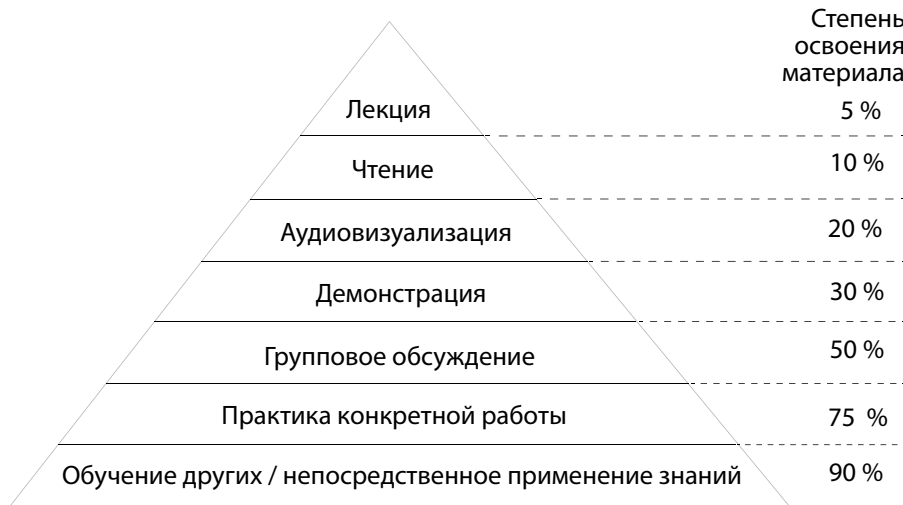 Степень
освоения
материала
Лекция 5 %
Чтение 10 %
Аудиовизуализация 20 %
Демонстрация 30 %
Групповое обсуждение 50 %
Практика конкретной работы 75 %
Обучение других / непосредственное применение знаний 90 %